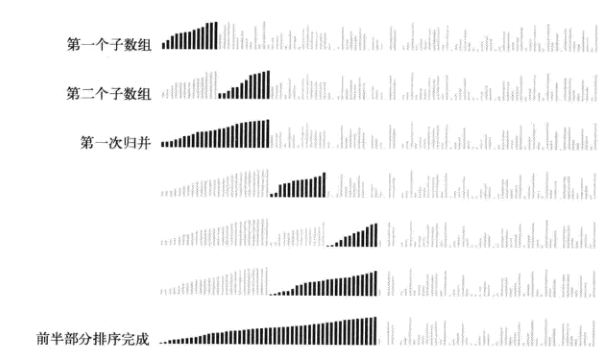 第一个子数组
第二个子数组
第一次归并
前半部分排序完成